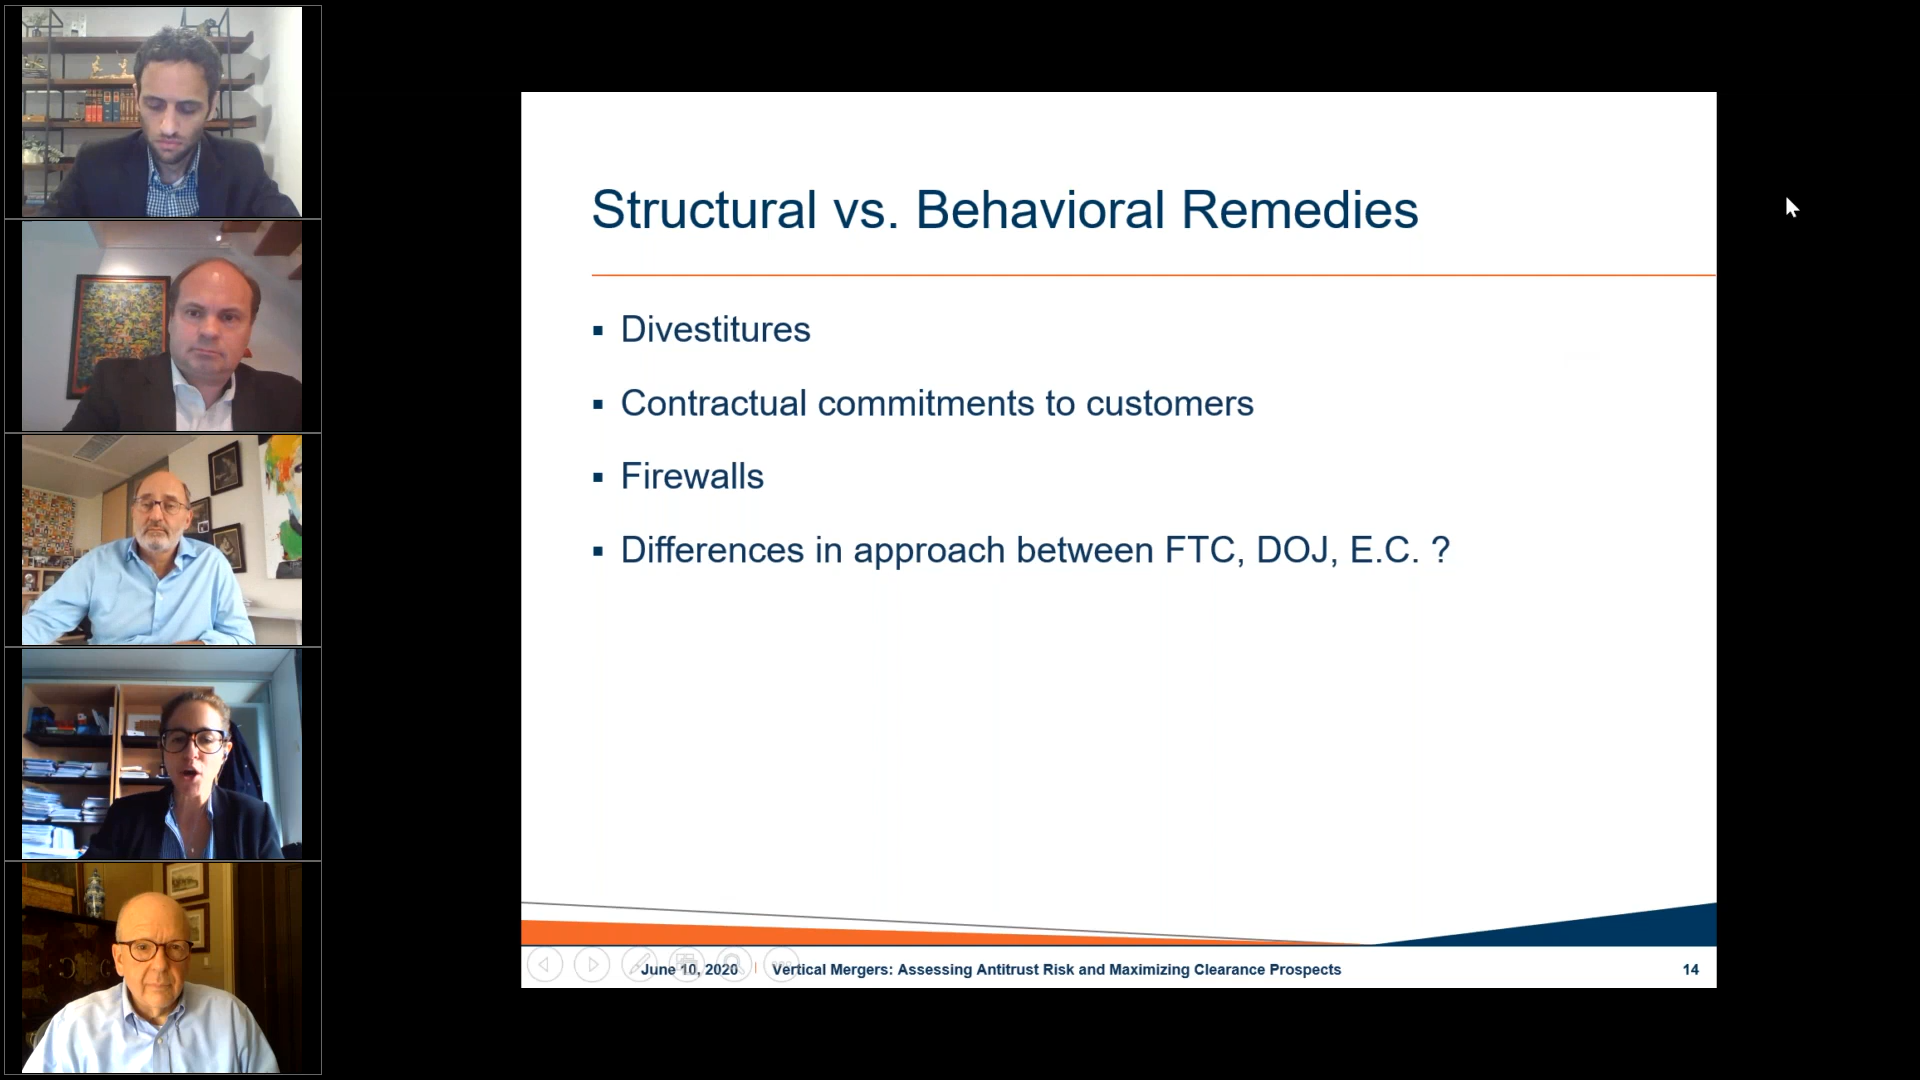 Structural vs. Behavioral Remedies
▪ Divestitures
▪ Contractual commitments to customers
▪ Firewalls
▪ Differences in approach between FTC, DOJ, E.C. ?
June 10, 2020 | Vertical Mergers: Assessing Antitrust Risk and Maximizing Clearance Prospects 14